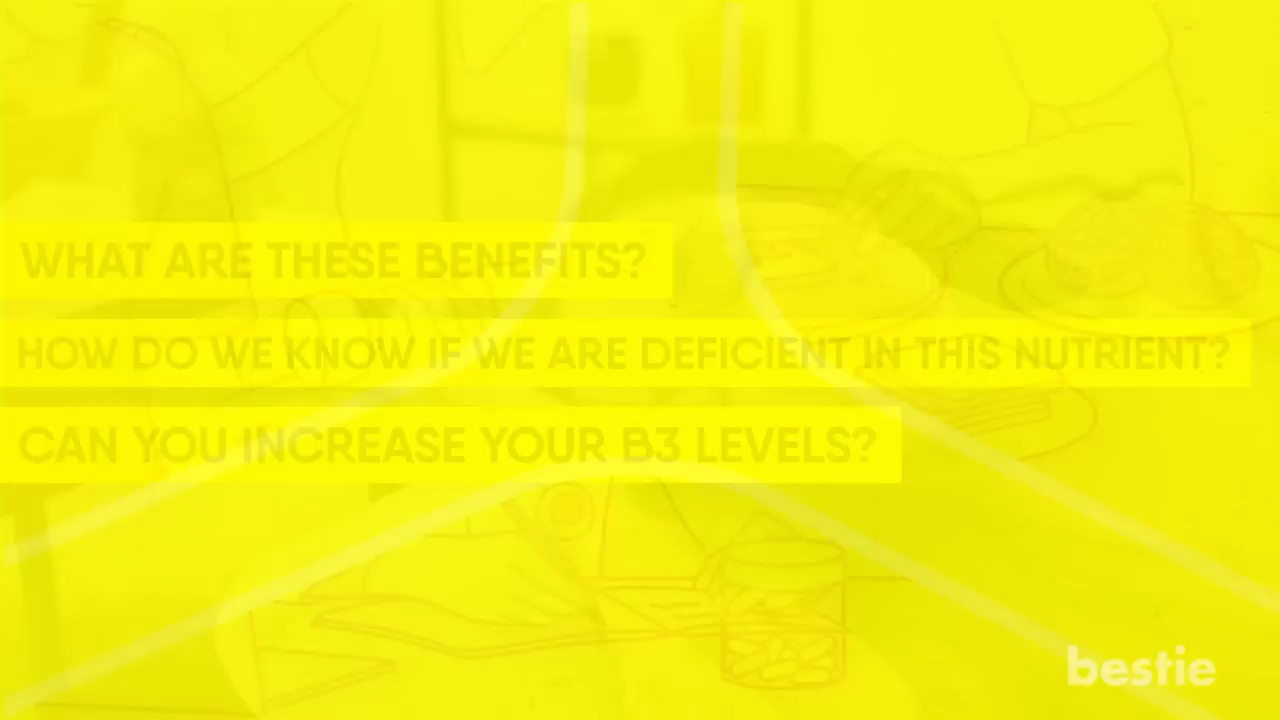 WHAT ARE THESE BENEFITS?
HOW DO WE KNOW IF WE ARE DEFICIENT IN THIS NUTRIENT?
CAN YOU INCREASE YOUR B3 LEVELS?
bestie